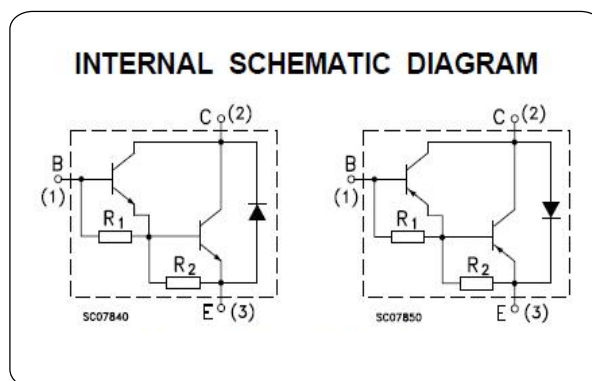 INTERNAL SCHEMATIC DIAGRAM
C (2)
B
(1)
R1
R2
E (3)
SC07840
C (2)
B
(1)
R1
R2
E (3)
SC07850